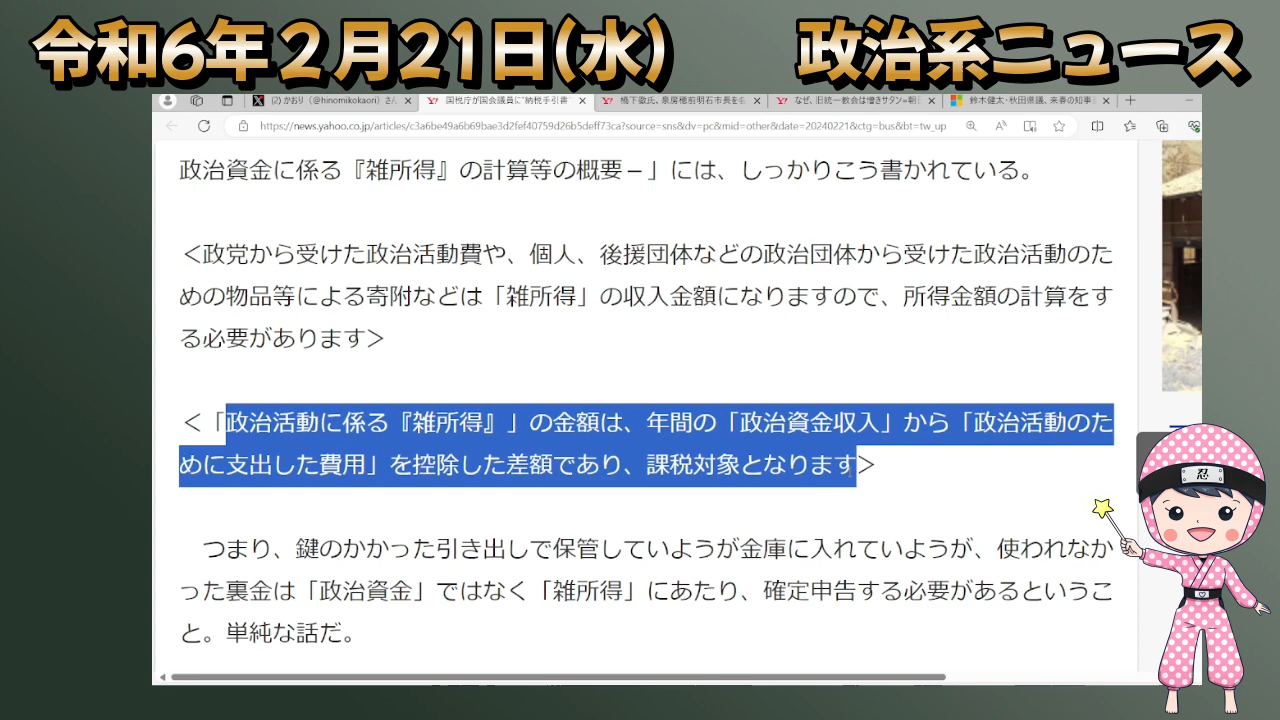 令和6年2月21日(水)　政治系ニュース
(2) かおり (@hinomikokaori) さん
国税庁が国会議員に"納税手引書
橋下徹氏、泉房穂前明石市長を名
なぜ、旧統一教会は憎きサタン=朝日
鈴木健太・秋田県議、来春の知事
https://news.yahoo.co.jp/articles/c3a6be49a6b69bae3d2fef40759d26b5deff73ca?source=sns&dv=pc&mid=other&date=20240221&ctg=bus&bt=tw_up
政治資金に係る『雑所得』の計算等の概要－」には、しっかりこう書かれている。
＜政党から受けた政治活動費や、個人、後援団体などの政治団体から受けた政治活動のた
めの物品等による寄附などは「雑所得」の収入金額になりますので、所得金額の計算をす
る必要があります＞
＜「政治活動に係る『雑所得』」の金額は、年間の「政治資金収入」から「政治活動のた
めに支出した費用」を控除した差額であり、課税対象となります＞
つまり、鍵のかかった引き出しで保管していようが金庫に入れていようが、使われなか
った裏金は「政治資金」ではなく「雑所得」にあたり、確定申告する必要があるというこ
と。単純な話だ。
忍